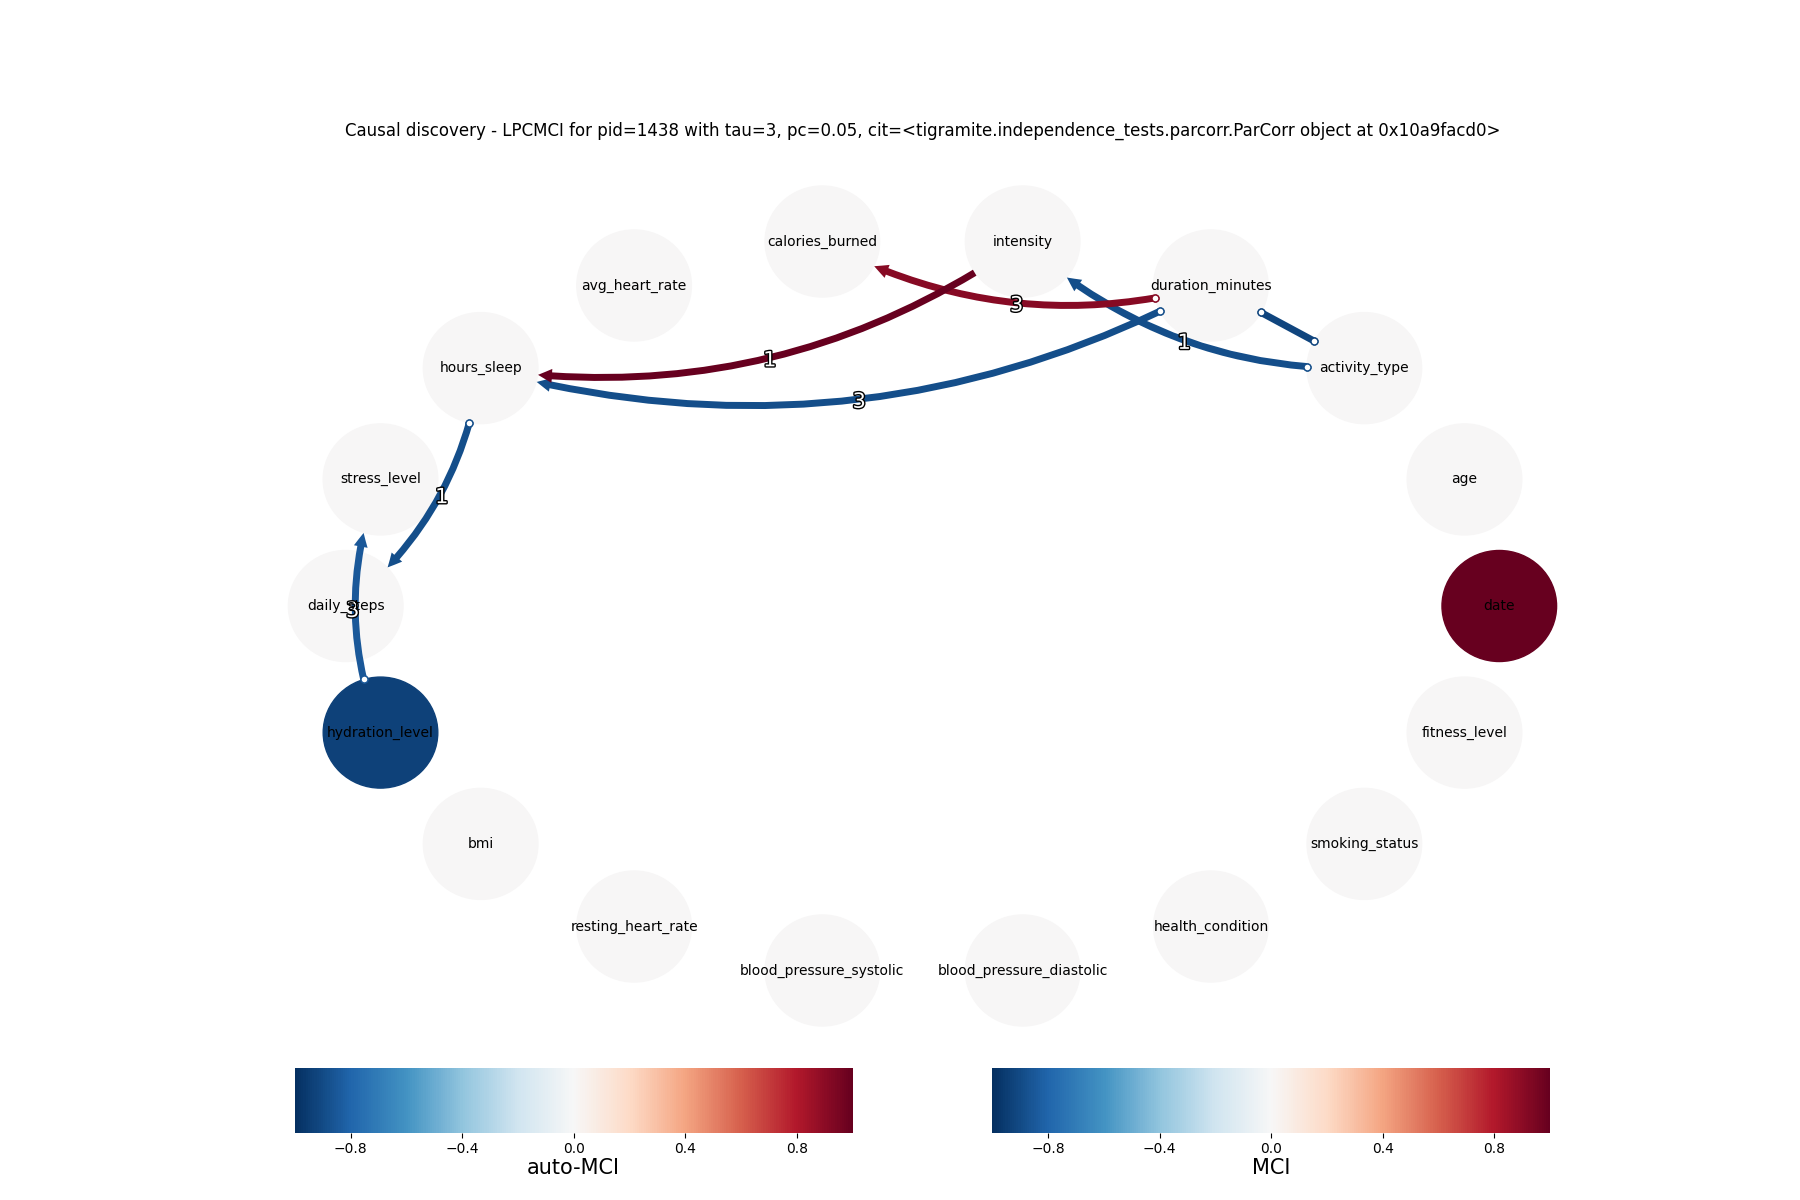 Causal discovery - LPCMCI for pid=1438 with tau=3, pc=0.05, cit=<tigramite.independence_tests.parcorr.ParCorr object at 0x10a9facd0>
calories_burned
intensity
avg_heart_rate
duration_minutes
3
1
1
hours_sleep
activity_type
3
stress_level
age
1
daily_steps
3
date
hydration_level
fitness_level
bmi
smoking_status
resting_heart_rate
health_condition
blood_pressure_systolic
blood_pressure_diastolic
−0.8 −0.4 0.0 0.4 0.8
auto-MCI
−0.8 −0.4 0.0 0.4 0.8
MCI